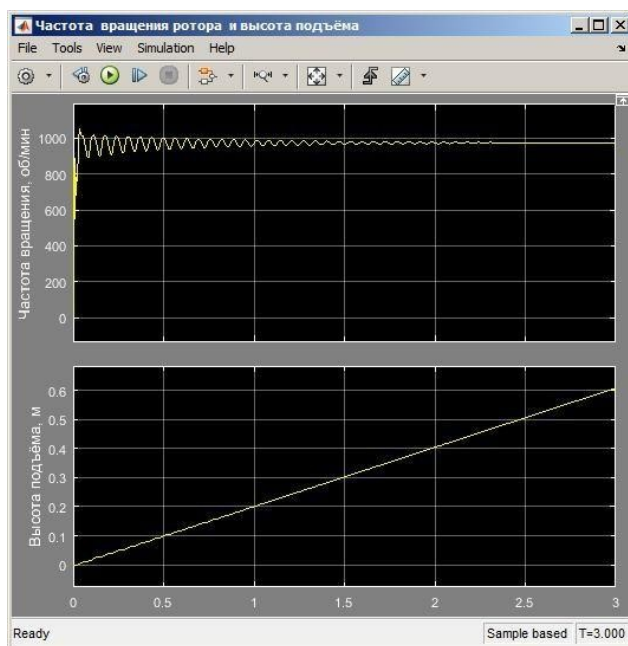 Частота вращения ротора и высота подъёма
File Tools View Simulation Help
Частота вращения, об/мин
1000
800
600
400
200
0
Высота подъёма, м
0.6
0.5
0.4
0.3
0.2
0.1
0
0 0.5 1 1.5 2 2.5 3
Ready Sample based T=3.000